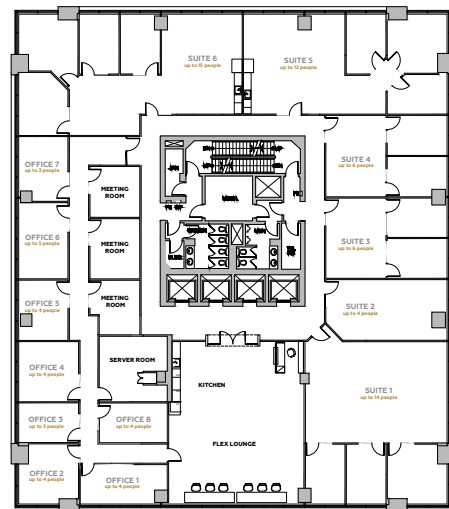 SUITE 6
up to 15 people
SUITE 5
up to 12 people
OFFICE 7
up to 3 people
SUITE 4
up to 6 people
MEETING
ROOM
OFFICE 6
up to 5 people
MEETING
ROOM
SUITE 3
up to 6 people
OFFICE 5
up to 4 people
MEETING
ROOM
SUITE 2
up to 4 people
SERVER ROOM
OFFICE 4
up to 4 people
KITCHEN
SUITE 1
up to 14 people
OFFICE 3
up to 3 people
OFFICE 8
up to 4 people
FLEX LOUNGE
OFFICE 2
up to 4 people
OFFICE 1
up to 4 people